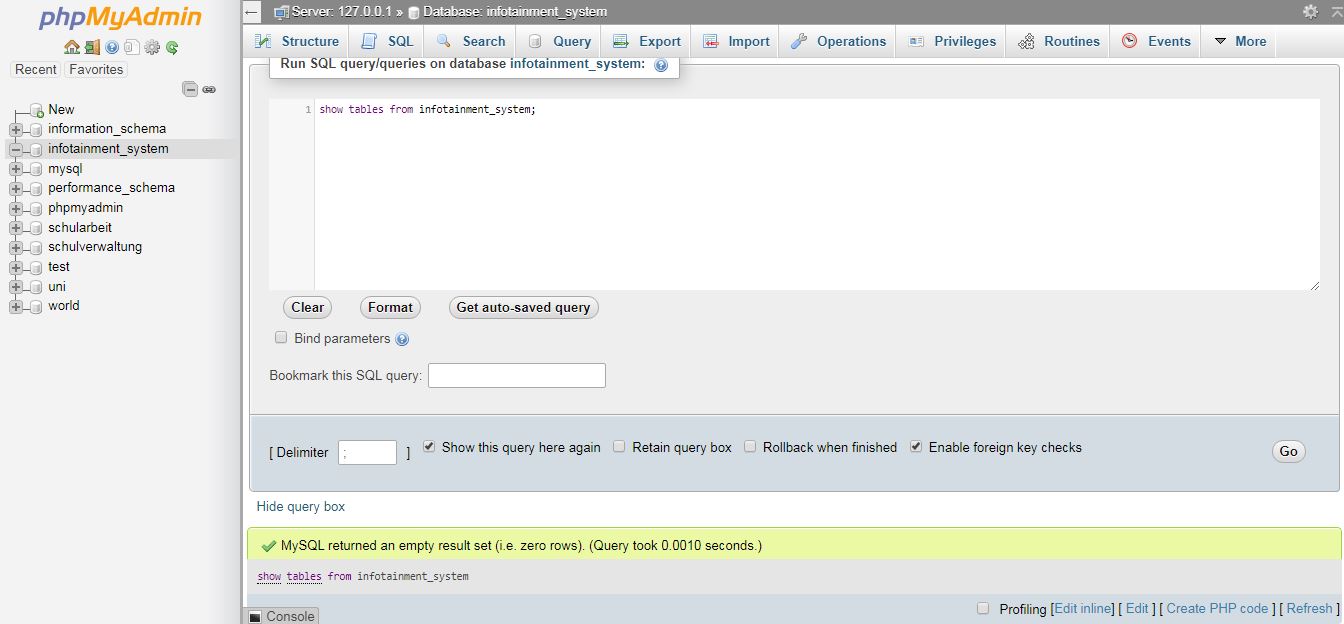 phpMyAdmin
Recent Favorites
New
information_schema
infotainment_system
mysql
performance_schema
phpmyadmin
schularbeit
schulverwaltung
test
uni
world
Server: 127.0.0.1 » Database: infotainment_system
Structure SQL Search Query Export Import Operations Privileges Routines Events More
Run SQL query/queries on database infotainment_system:
1 show tables from infotainment_system;
Clear Format Get auto-saved query
Bind parameters
Bookmark this SQL query:
[ Delimiter ; ] Show this query here again Retain query box Rollback when finished Enable foreign key checks Go
Hide query box
MySQL returned an empty result set (i.e. zero rows). (Query took 0.0010 seconds.)
show tables from infotainment_system
Profiling [Edit inline] [ Edit ] [ Create PHP code ] [ Refresh ]
Console